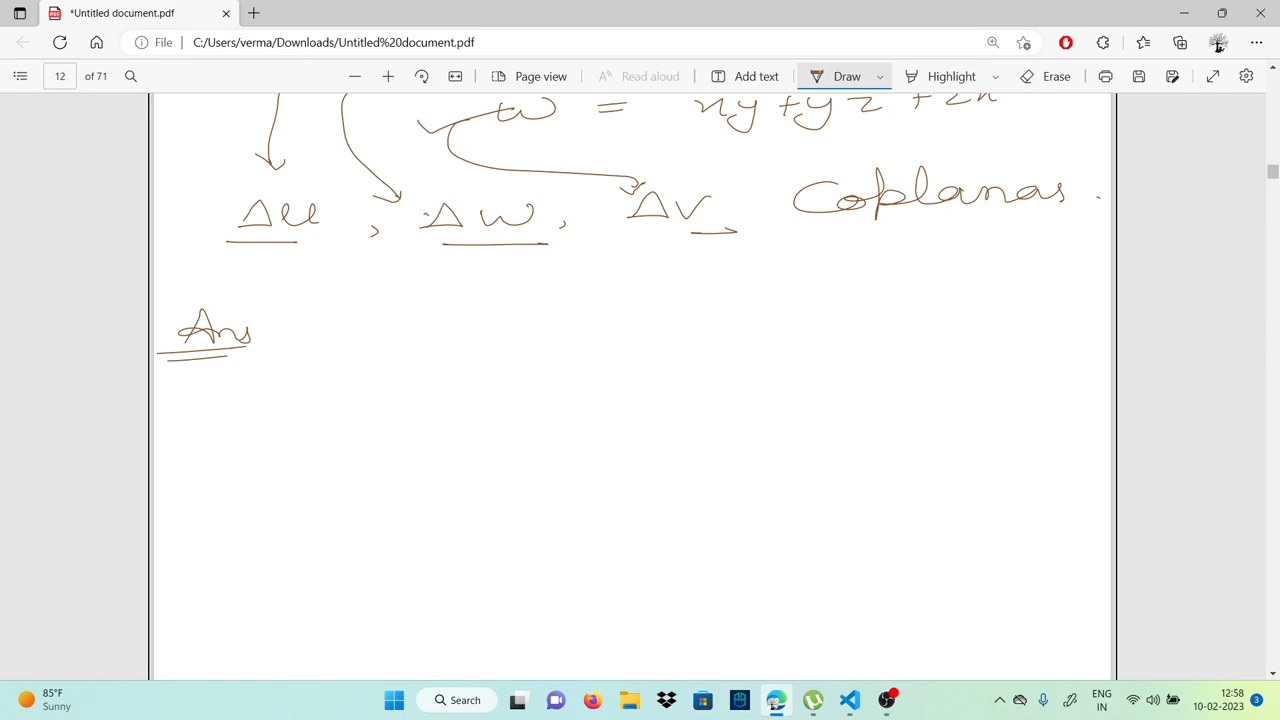 *Untitled document.pdf
File C:/Users/verma/Downloads/Untitled%20document.pdf
12 of 71 Page view Read aloud Add text Draw Highlight Erase
w = xy + yz + zx
Δu , Δw , Δv Coplanar .
Ans
85°F
Sunny
Search
ENG
IN
12:58
10-02-2023
3